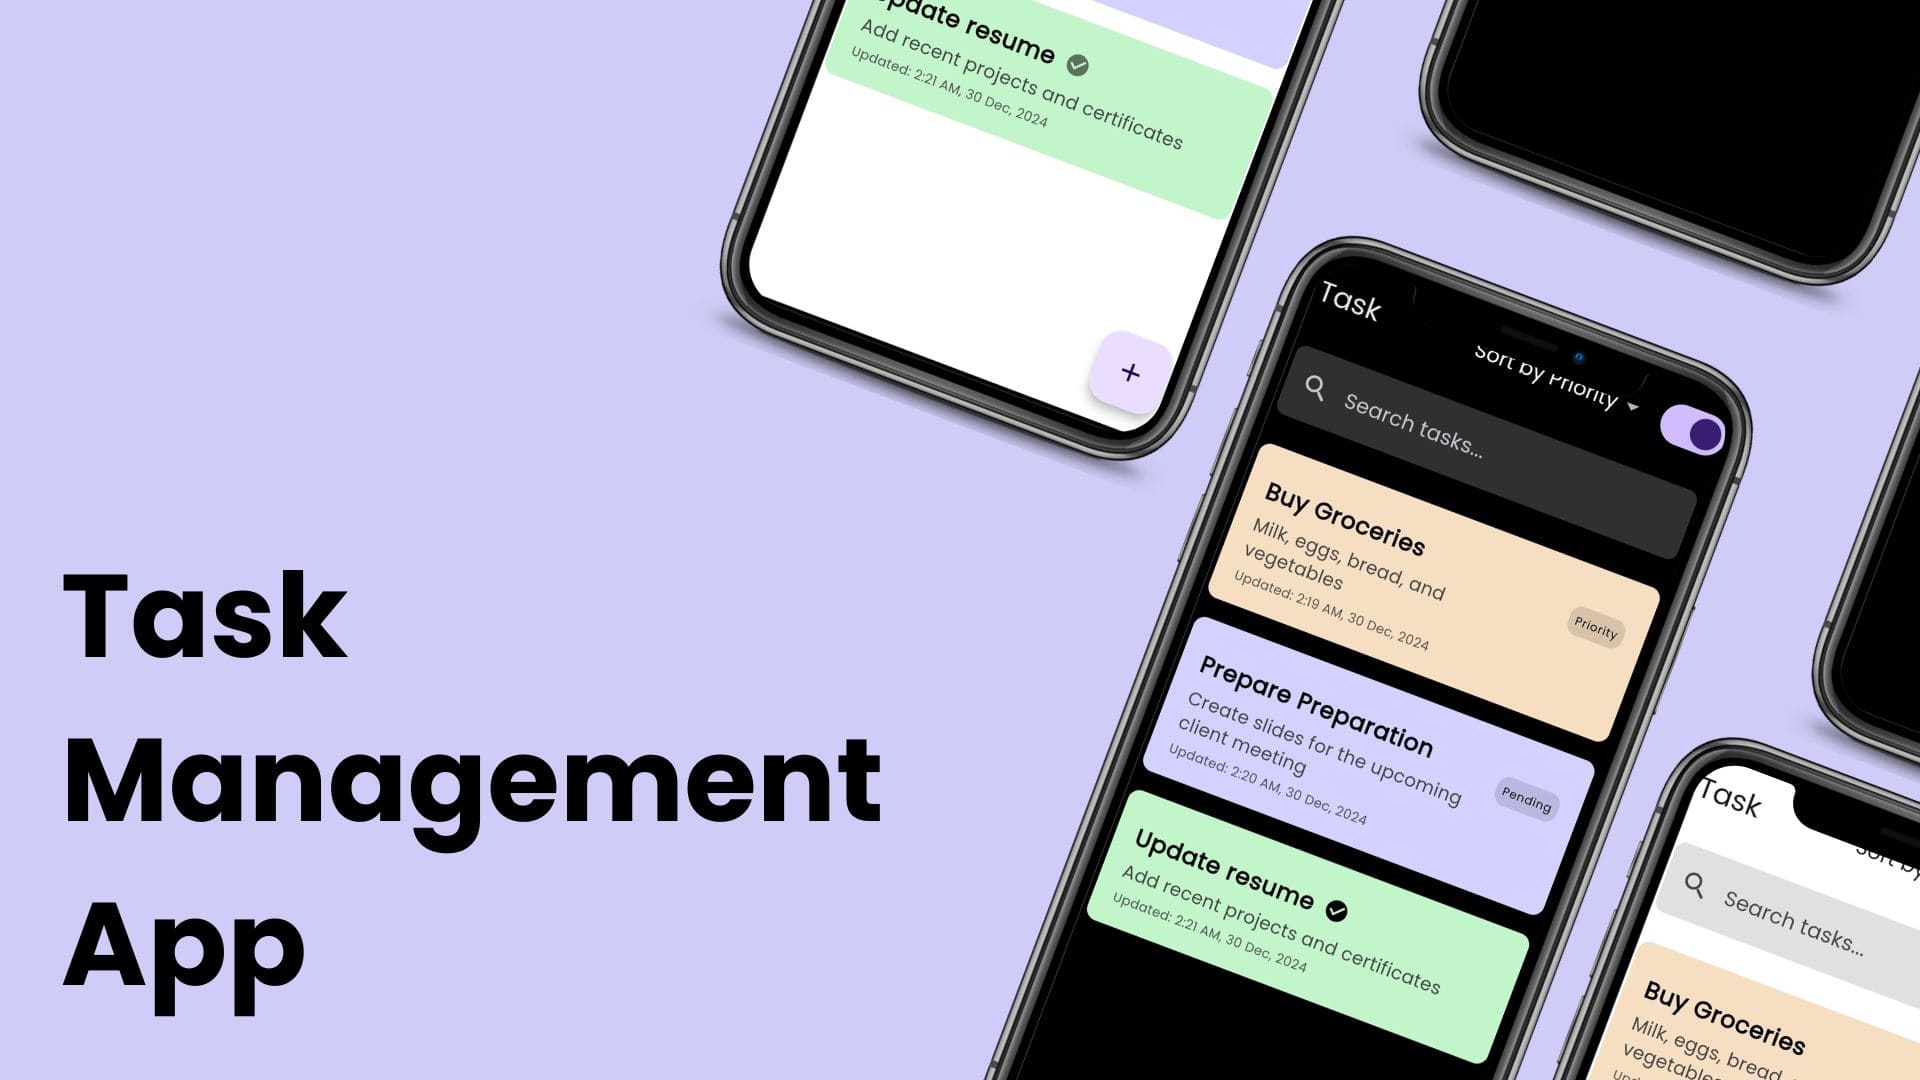 Task
Management
App
Update resume
Add recent projects and certificates
Updated: 2:21 AM, 30 Dec, 2024
+
Task
Sort by Priority
Search tasks...
Buy Groceries
Milk, eggs, bread, and
vegetables
Updated: 2:19 AM, 30 Dec, 2024
Priority
Prepare Preparation
Create slides for the upcoming
client meeting
Updated: 2:20 AM, 30 Dec, 2024
Pending
Update resume
Add recent projects and certificates
Updated: 2:21 AM, 30 Dec, 2024
Task
Sort by
Search tasks...
Buy Groceries
Milk, eggs, bread,
vegetables